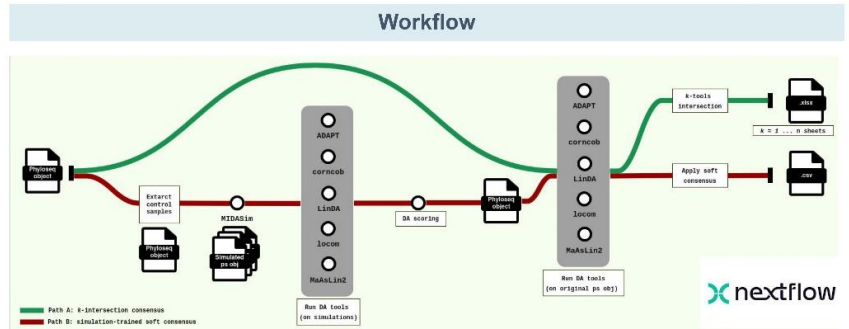 Workflow
Phyloseq
object
Extarct
control
samples
Phyloseq
object
MIDASim
Simulated
ps obj
ADAPT
corncob
LinDA
locom
MaAsLin2
Run DA tools
(on simulations)
DA scoring
Phyloseq
object
ADAPT
corncob
LinDA
locom
MaAsLin2
Run DA tools
(on original ps obj)
k-tools
intersection
.xlsx
k = 1 ... n sheets
Apply soft
consensus
.csv
Path A: k-intersection consensus
Path B: simulation-trained soft consensus
nextflow